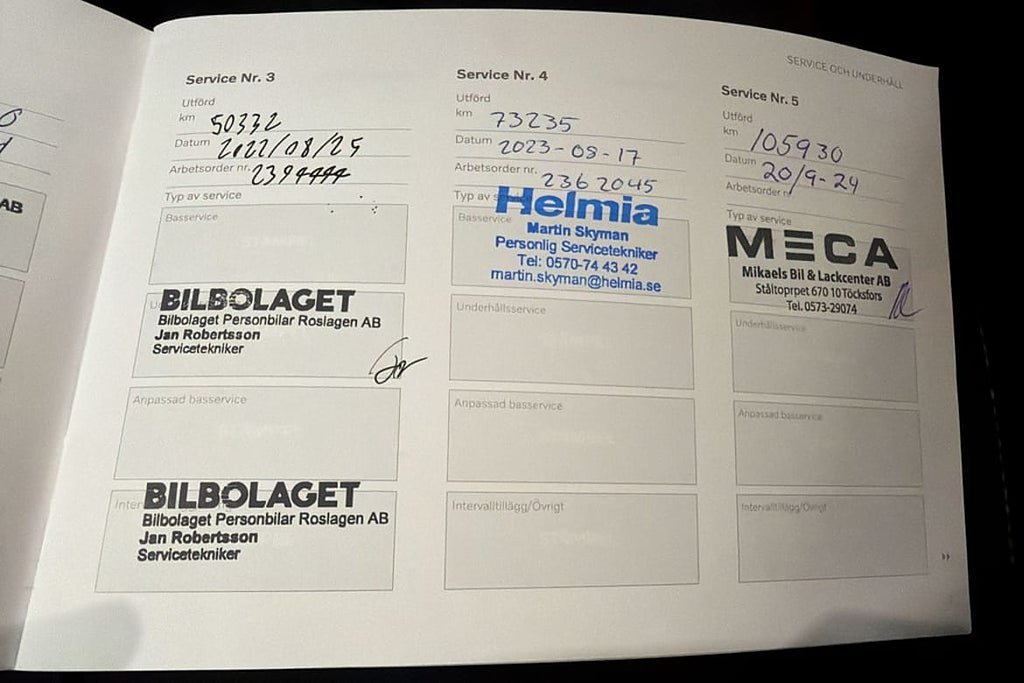 SERVICE OCH UNDERHÅLL
AB
Service Nr. 3
Utförd
km 50332
Datum 2022/08/25
Arbetsorder nr. 2394444
Typ av service
Basservice
BILBOLAGET
Bilbolaget Personbilar Roslagen AB
Jan Robertsson
Servicetekniker
Anpassad basservice
BILBOLAGET
Bilbolaget Personbilar Roslagen AB
Jan Robertsson
Servicetekniker
Service Nr. 4
Utförd
km 73235
Datum 2023-08-17
Arbetsorder nr. 2362045
Typ av
Basservice
Helmia
Martin Skyman
Personlig Servicetekniker
Tel: 0570-74 43 42
martin.skyman@helmia.se
Underhållsservice
Anpassad basservice
Intervalltillägg/Övrigt
Service Nr. 5
Utförd
km 105930
Datum 20/9-24
Arbetsorder nr
Typ av service
MECA
Mikaels Bil & Lackcenter AB
Ståltoprpet 670 10 Töcksfors
Tel. 0573-29074
Underhållsservice
Anpassad basservice
Intervalltillägg/Övrigt